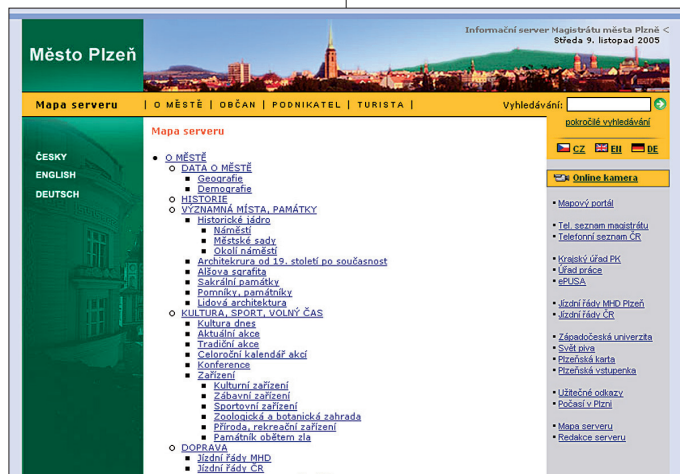 Informační server Magistrátu města Plzně <
Středa 9. listopad 2005
Město Plzeň
Mapa serveru
| O MĚSTĚ | OBČAN | PODNIKATEL | TURISTA |
Vyhledávání:
pokročilé vyhledávání
CZ EN DE
ČESKY
ENGLISH
DEUTSCH
Mapa serveru
O MĚSTĚ
DATA O MĚSTĚ
Geografie
Demografie
HISTORIE
VÝZNAMNÁ MÍSTA, PAMÁTKY
Historické jádro
Náměstí
Městské sady
Okolí náměstí
Architekrura od 19. století po současnost
Alšova sgrafita
Sakrální památky
Pomníky, památníky
Lidová architektura
KULTURA, SPORT, VOLNÝ ČAS
Kultura dnes
Aktuální akce
Tradiční akce
Celoroční kalendář akcí
Konference
Zařízení
Kulturní zařízení
Zábavní zařízení
Sportovní zařízení
Zoologická a botanická zahrada
Příroda, rekreační zařízení
Památník obětem zla
DOPRAVA
Jízdní řády MHD
Jízdní řády ČR
Online kamera
Mapový portál
Tel. seznam magistrátu
Telefonní seznam ČR
Krajský úřad PK
Úřad práce
ePUSA
Jízdní řády MHD Plzeň
Jízdní řády ČR
Západočeská univerzita
Svět piva
Plzeňská karta
Plzeňská vstupenka
Užitečné odkazy
Počasí v Plzni
Mapa serveru
Redakce serveru